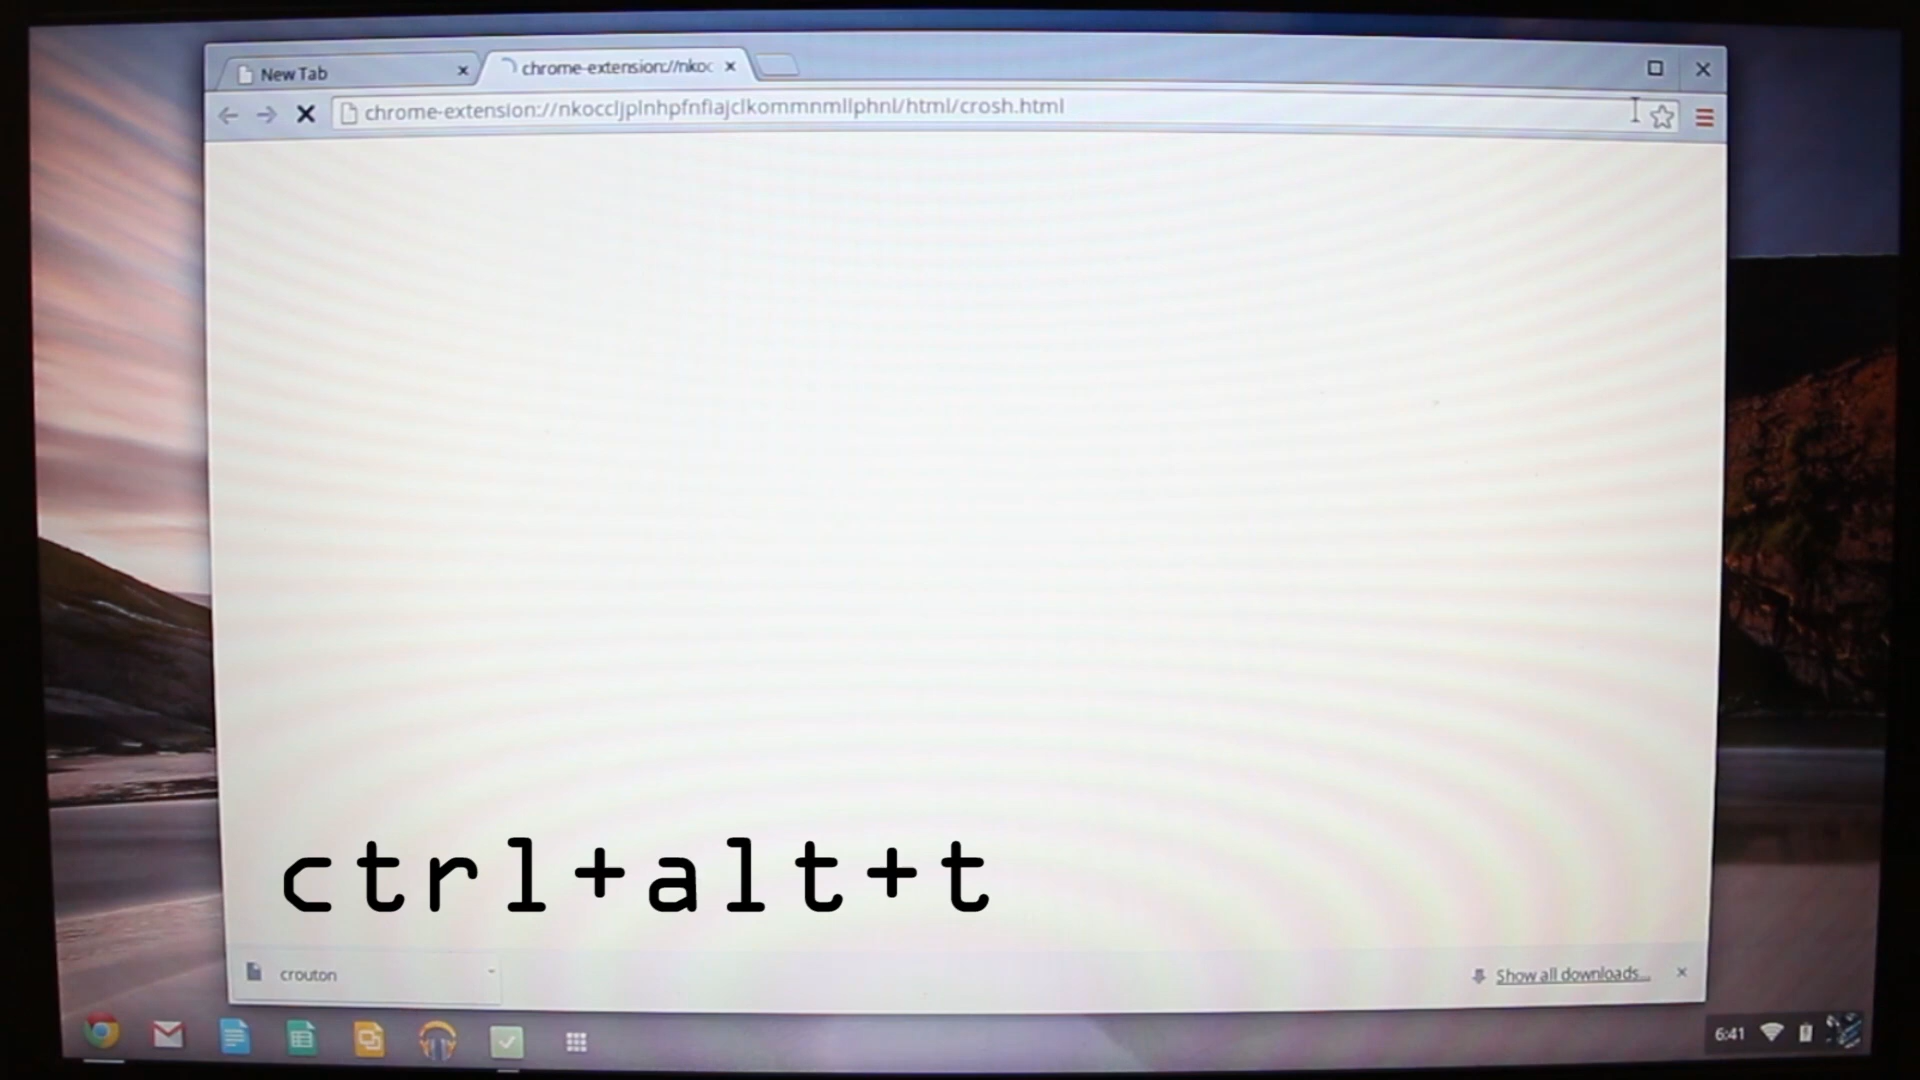 New Tab
chrome-extension://nkoc
chrome-extension://nkoccljplnhpfnfiajclkommnmllphnl/html/crosh.html
ctrl+alt+t
crouton
Show all downloads...
6:41